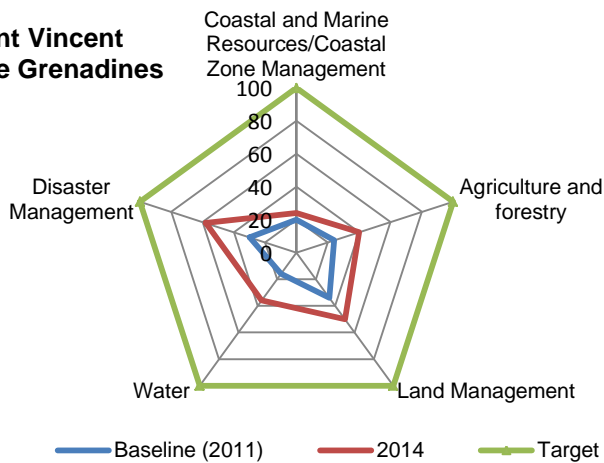 nt Vincent
e Grenadines
Coastal and Marine
Resources/Coastal
Zone Management
100
80
60
40
20
0
Agriculture and
forestry
Land Management
Water
Disaster
Management
Baseline (2011)
2014
Target